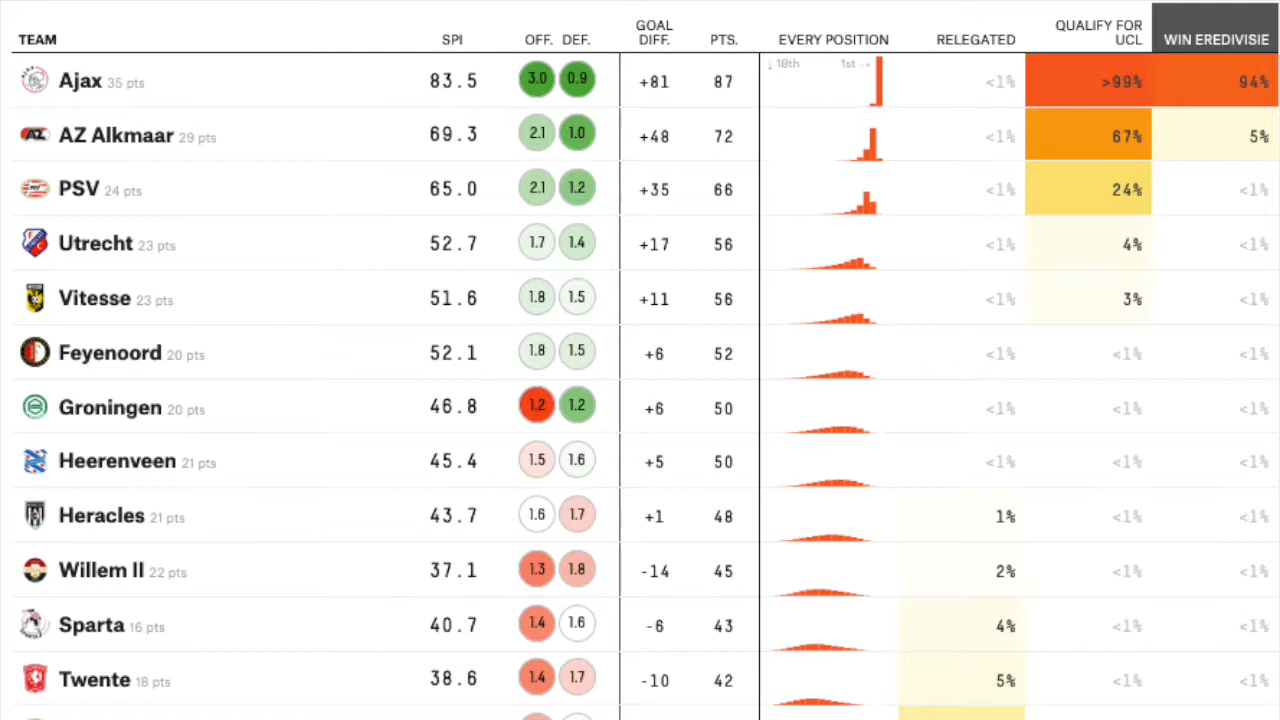 TEAM SPI OFF. DEF. GOAL DIFF. PTS. EVERY POSITION RELEGATED QUALIFY FOR UCL WIN EREDIVISIE
↓ 18th 1st →
Ajax 35 pts 83.5 3.0 0.9 +81 87 <1% >99% 94%
AZ Alkmaar 29 pts 69.3 2.1 1.0 +48 72 <1% 67% 5%
PSV 24 pts 65.0 2.1 1.2 +35 66 <1% 24% <1%
Utrecht 23 pts 52.7 1.7 1.4 +17 56 <1% 4% <1%
Vitesse 23 pts 51.6 1.8 1.5 +11 56 <1% 3% <1%
Feyenoord 20 pts 52.1 1.8 1.5 +6 52 <1% <1% <1%
Groningen 20 pts 46.8 1.2 1.2 +6 50 <1% <1% <1%
Heerenveen 21 pts 45.4 1.5 1.6 +5 50 <1% <1% <1%
Heracles 21 pts 43.7 1.6 1.7 +1 48 1% <1% <1%
Willem II 22 pts 37.1 1.3 1.8 -14 45 2% <1% <1%
Sparta 16 pts 40.7 1.4 1.6 -6 43 4% <1% <1%
Twente 18 pts 38.6 1.4 1.7 -10 42 5% <1% <1%